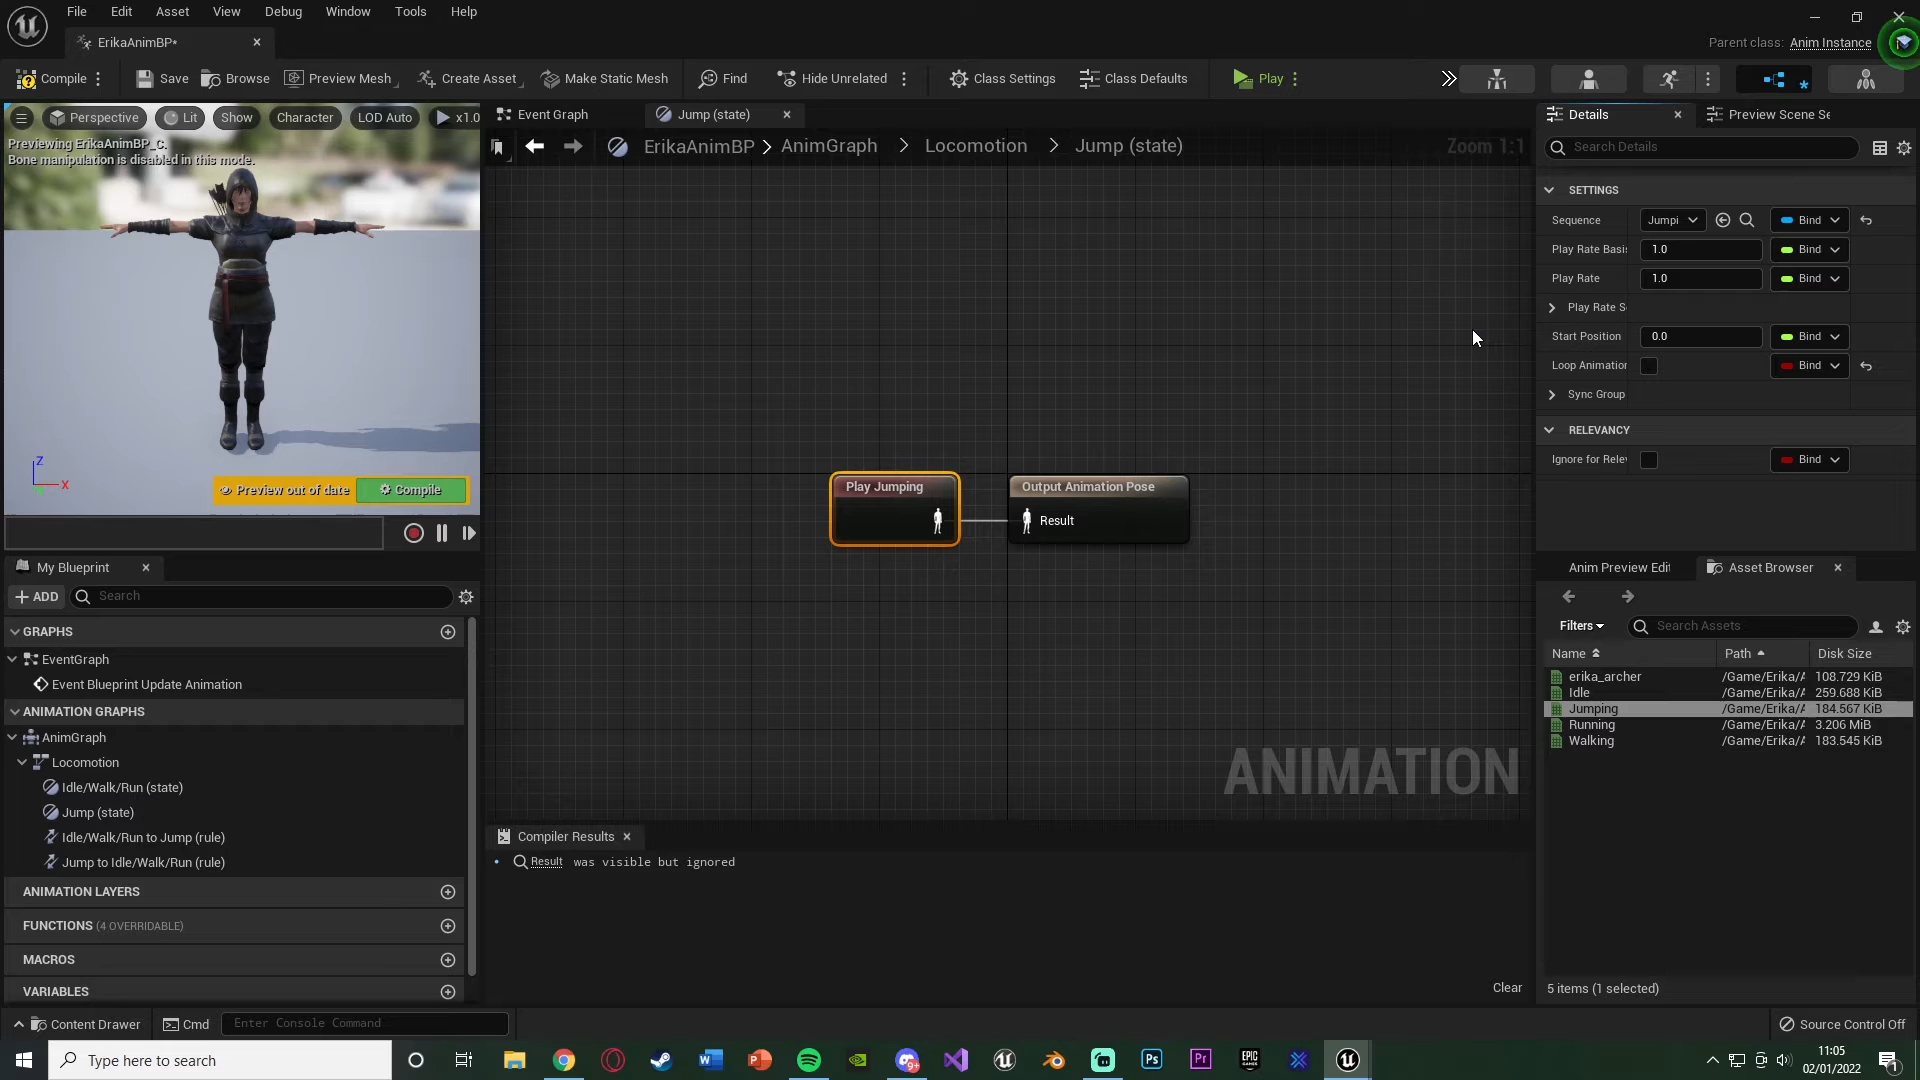 File Edit Asset View Debug Window Tools Help
ErikaAnimBP*
Parent class: Anim Instance
Compile Save Browse Preview Mesh Create Asset Make Static Mesh Find Hide Unrelated Class Settings Class Defaults Play
Perspective Lit Show Character LOD Auto x1.0
Previewing ErikaAnimBP_C.
Bone manipulation is disabled in this mode.
Z
X
Preview out of date Compile
Event Graph Jump (state)
ErikaAnimBP > AnimGraph > Locomotion > Jump (state) Zoom 1:1
Play Jumping
Output Animation Pose
Result
ANIMATION
Compiler Results
Result was visible but ignored
Clear
My Blueprint
+ ADD Search
GRAPHS
EventGraph
Event Blueprint Update Animation
ANIMATION GRAPHS
AnimGraph
Locomotion
Idle/Walk/Run (state)
Jump (state)
Idle/Walk/Run to Jump (rule)
Jump to Idle/Walk/Run (rule)
ANIMATION LAYERS
FUNCTIONS (4 OVERRIDABLE)
MACROS
VARIABLES
Details Preview Scene Se
Search Details
SETTINGS
Sequence Jumpi Bind
Play Rate Basi 1.0 Bind
Play Rate 1.0 Bind
Play Rate S
Start Position 0.0 Bind
Loop Animation Bind
Sync Group
RELEVANCY
Ignore for Relev Bind
Anim Preview Edit Asset Browser
Filters Search Assets
Name Path Disk Size
erika_archer /Game/Erika/A 108.729 KiB
Idle /Game/Erika/A 259.688 KiB
Jumping /Game/Erika/A 184.567 KiB
Running /Game/Erika/A 3.206 MiB
Walking /Game/Erika/A 183.545 KiB
5 items (1 selected)
Content Drawer Cmd Enter Console Command Source Control Off
Type here to search
9+
Ps
Pr
EPIC GAMES
11:05
02/01/2022
1